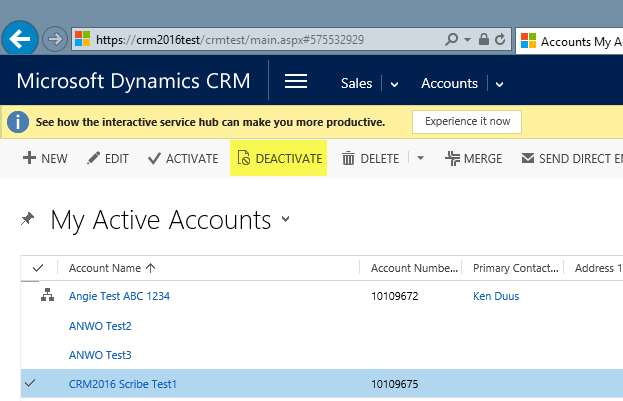 https://crm2016test/crmtest/main.aspx#575532929
Accounts My A
Microsoft Dynamics CRM Sales Accounts
See how the interactive service hub can make you more productive. Experience it now
NEW EDIT ACTIVATE DEACTIVATE DELETE MERGE SEND DIRECT EM
My Active Accounts
Account Name Account Numbe... Primary Contact... Address 1
Angie Test ABC 1234 10109672 Ken Duus
ANWO Test2
ANWO Test3
CRM2016 Scribe Test1 10109675